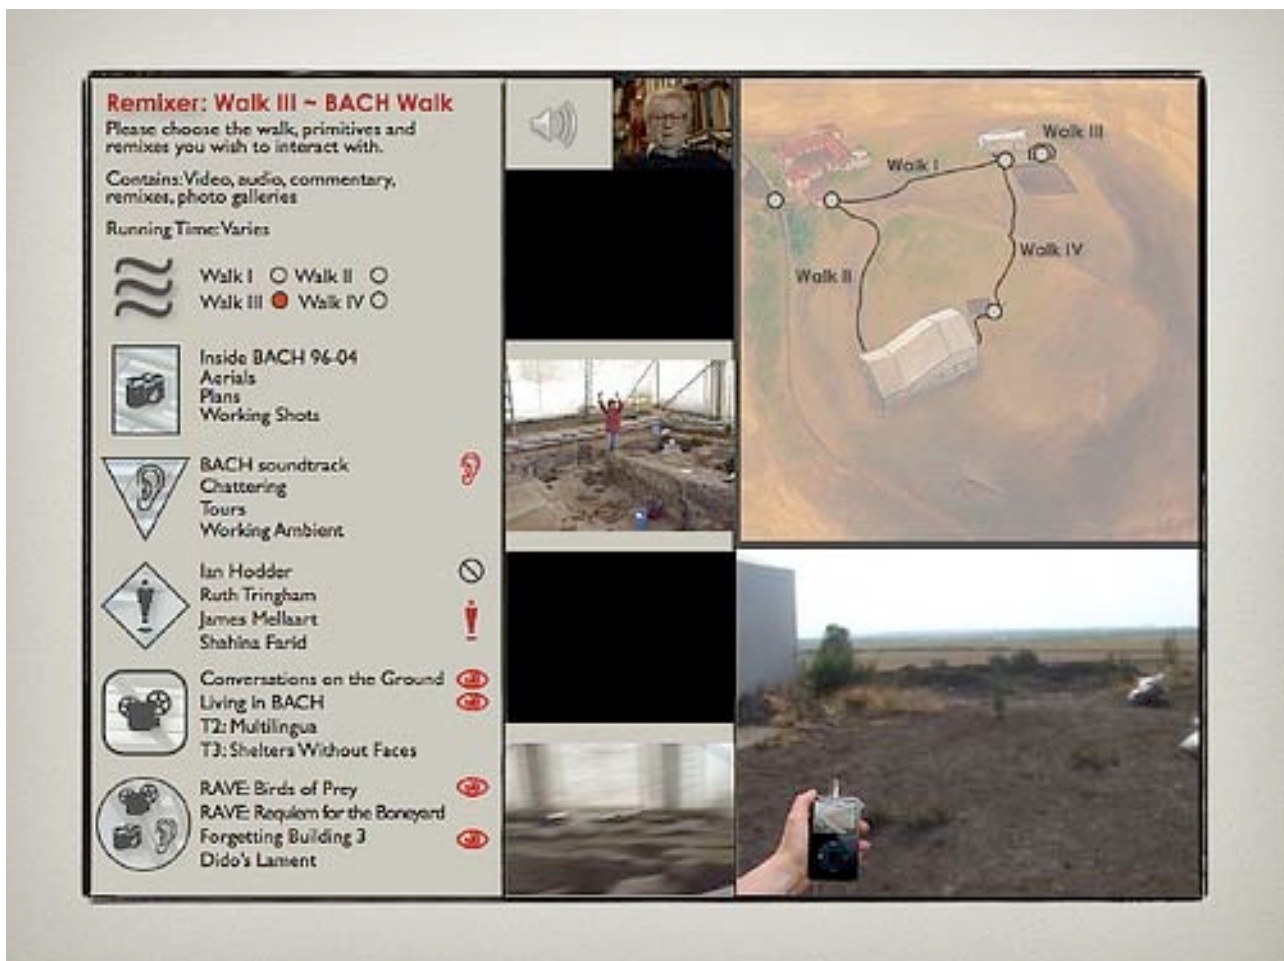 Remixer: Walk III ~ BACH Walk
Please choose the walk, primitives and
remixes you wish to interact with.
Contains: Video, audio, commentary,
remixes, photo galleries
Running Time: Varies
Walk I Walk II
Walk III Walk IV
Inside BACH 96-04
Aerials
Plans
Working Shots
BACH soundtrack
Chattering
Tours
Working Ambient
Ian Hodder
Ruth Tringham
James Mellaart
Shahina Farid
Conversations on the Ground
Living in BACH
T2: Multilingua
T3: Shelters Without Faces
RAVE: Birds of Prey
RAVE: Requiem for the Boneyard
Forgetting Building 3
Dido's Lament
Walk III
Walk I
Walk IV
Walk II